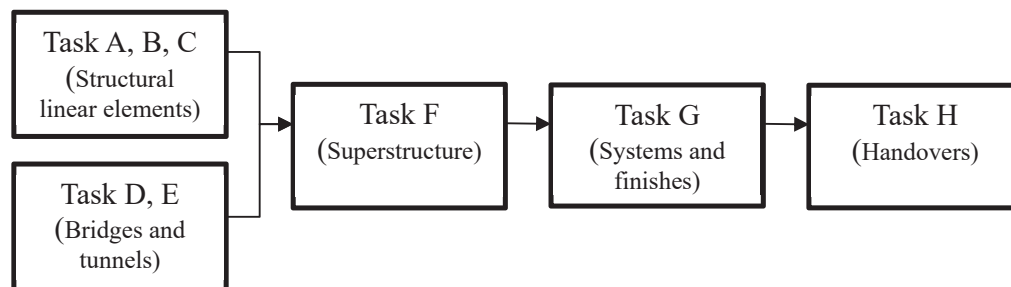 Task A, B, C
(Structural
linear elements)
Task D, E
(Bridges and
tunnels)
Task F
(Superstructure)
Task G
(Systems and
finishes)
Task H
(Handovers)